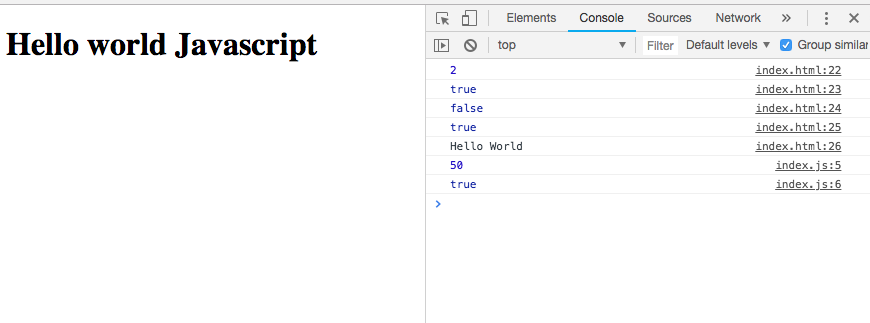 Hello world Javascript
Elements Console Sources Network »
top Filter Default levels Group similar
2 index.html:22
true index.html:23
false index.html:24
true index.html:25
Hello World index.html:26
50 index.js:5
true index.js:6